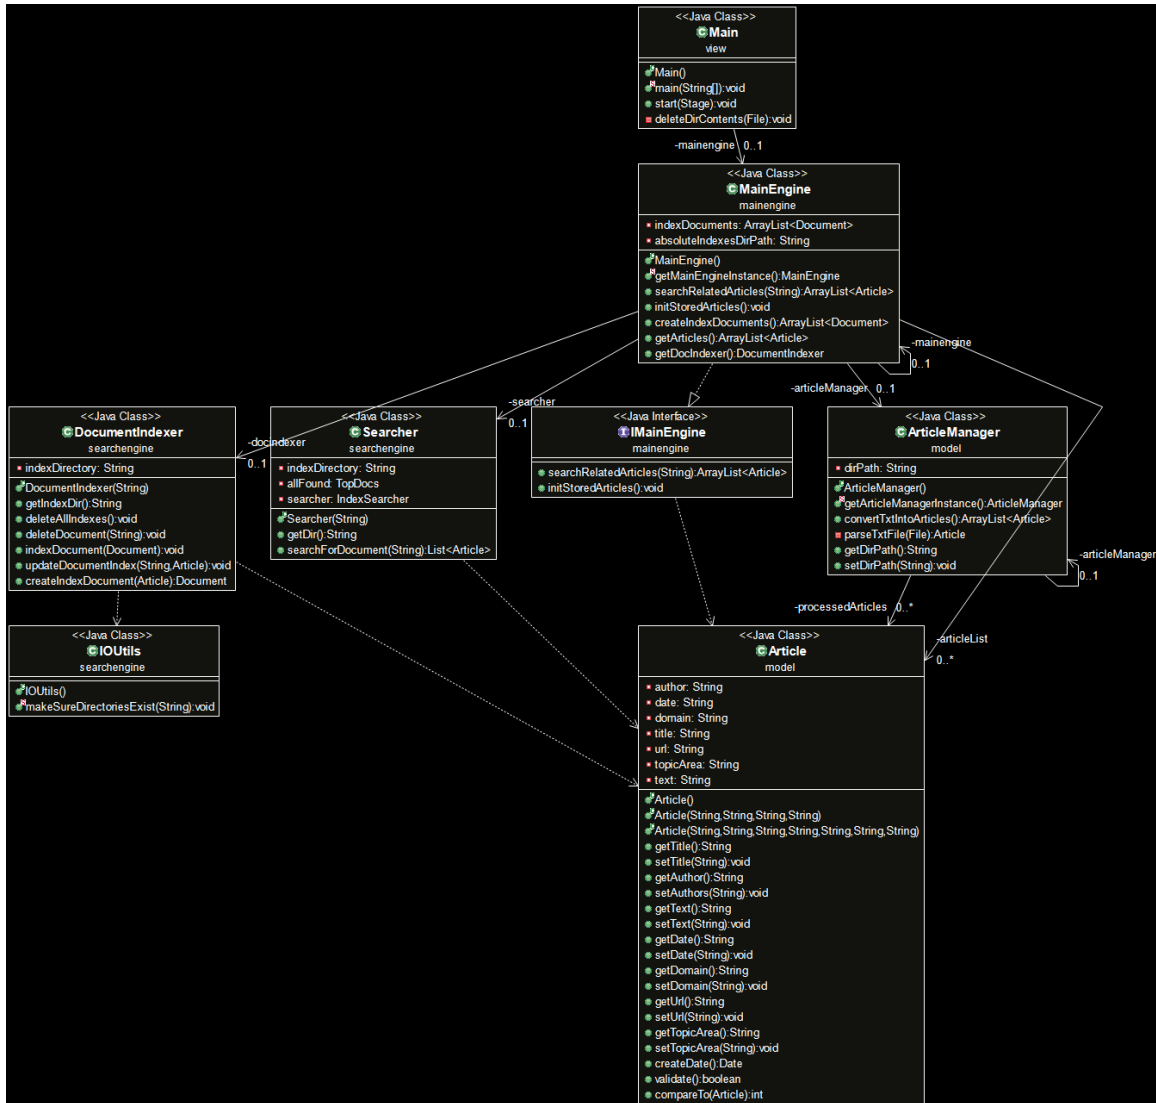 <<Java Class>>
Main
view
Main()
main(String[]):void
start(Stage):void
deleteDirContents(File):void
-mainengine 0..1
<<Java Class>>
MainEngine
mainengine
indexDocuments: ArrayList<Document>
absoluteIndexesDirPath: String
MainEngine()
getMainEngineInstance():MainEngine
searchRelatedArticles(String):ArrayList<Article>
initStoredArticles():void
createIndexDocuments():ArrayList<Document>
getArticles():ArrayList<Article>
getDocIndexer():DocumentIndexer
-mainengine
0..1
-articleManager 0..1
-searcher
0..1
-docindexer
0..1
<<Java Class>>
DocumentIndexer
searchengine
indexDirectory: String
DocumentIndexer(String)
getIndexDir():String
deleteAllIndexes():void
deleteDocument(String):void
indexDocument(Document):void
updateDocumentIndex(String,Article):void
createIndexDocument(Article):Document
<<Java Class>>
Searcher
searchengine
indexDirectory: String
allFound: TopDocs
searcher: IndexSearcher
Searcher(String)
getDir():String
searchForDocument(String):List<Article>
<<Java Interface>>
IMainEngine
mainengine
searchRelatedArticles(String):ArrayList<Article>
initStoredArticles():void
<<Java Class>>
ArticleManager
model
dirPath: String
ArticleManager()
getArticleManagerInstance():ArticleManager
convertTxtIntoArticles():ArrayList<Article>
parseTxtFile(File):Article
getDirPath():String
setDirPath(String):void
-articleManager
0..1
-processedArticles 0..*
-articleList
0..*
<<Java Class>>
IOUtils
searchengine
IOUtils()
makeSureDirectoriesExist(String):void
<<Java Class>>
Article
model
author: String
date: String
domain: String
title: String
url: String
topicArea: String
text: String
Article()
Article(String,String,String,String)
Article(String,String,String,String,String,String,String)
getTitle():String
setTitle(String):void
getAuthor():String
setAuthors(String):void
getText():String
setText(String):void
getDate():String
setDate(String):void
getDomain():String
setDomain(String):void
getUrl():String
setUrl(String):void
getTopicArea():String
setTopicArea(String):void
createDate():Date
validate():boolean
compareTo(Article):int